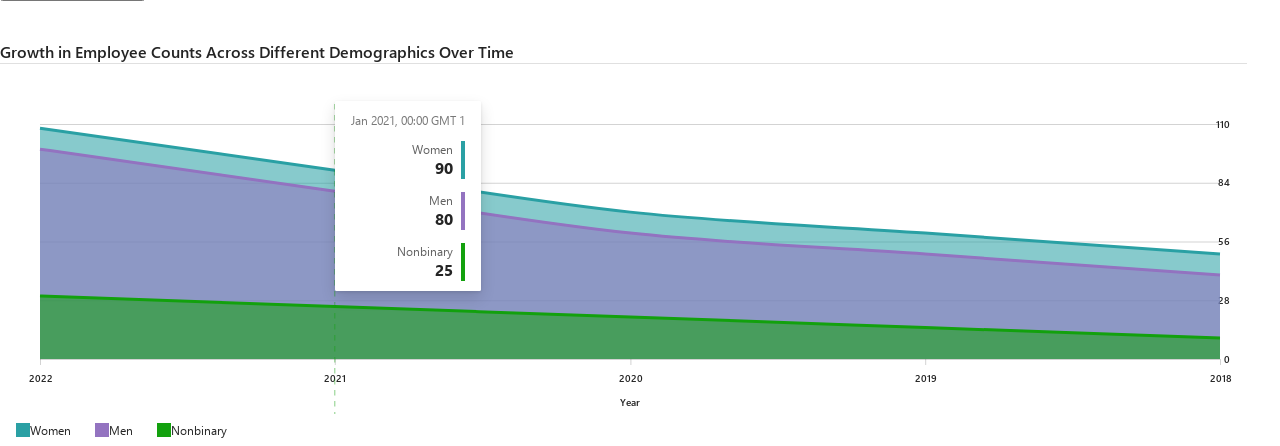 Growth in Employee Counts Across Different Demographics Over Time
Jan 2021, 00:00 GMT 1
Women
90
Men
80
Nonbinary
25
110
84
56
28
0
2022
2021
2020
2019
2018
Year
Women
Men
Nonbinary